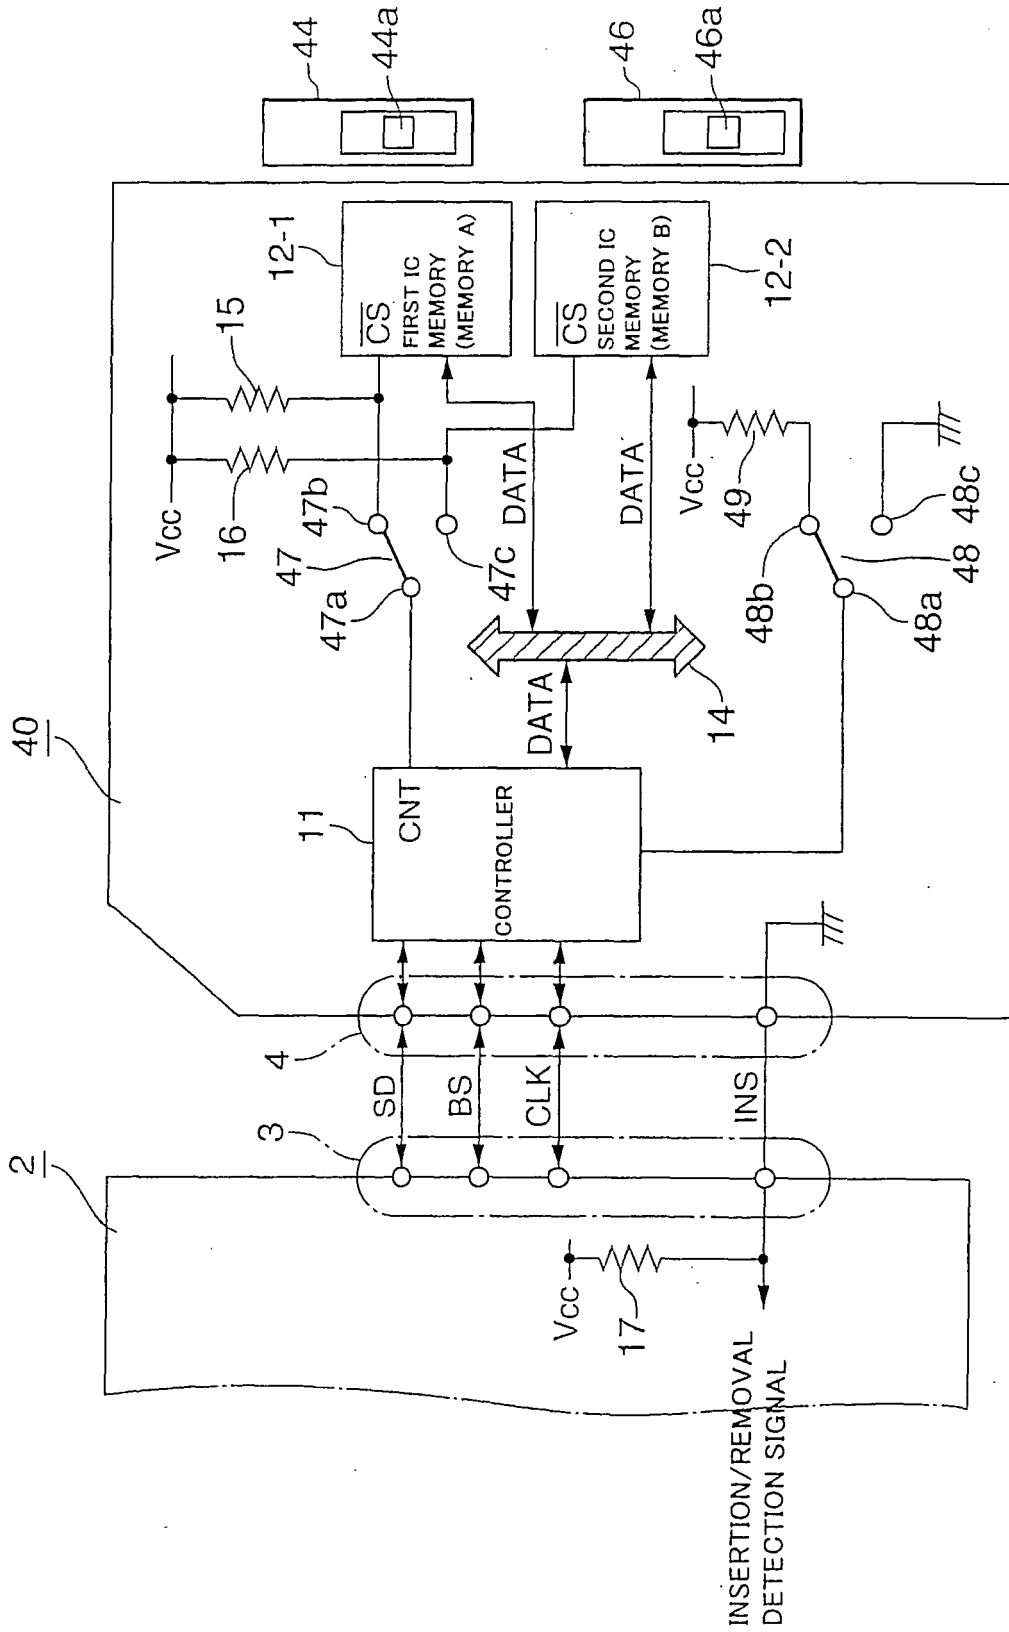 2
3
4
SD
BS
CLK
INS
Vcc
17
INSERTION/REMOVAL
DETECTION SIGNAL
40
11
CNT
CONTROLLER
DATA
14
Vcc
16
15
47
47a
47b
47c
DATA
DATA
12-1
CS
FIRST IC
MEMORY
(MEMORY A)
CS
SECOND IC
MEMORY
(MEMORY B)
12-2
Vcc
49
48b
48a
48
48c
44
44a
46
46a